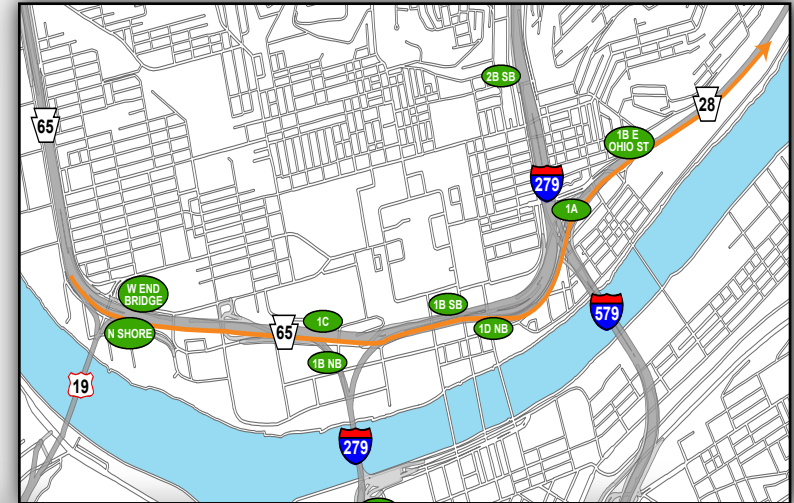 2B SB
65
28
1B E
OHIO ST
279
1A
W END
BRIDGE
1B SB
579
1C
N SHORE
65
1D NB
1B NB
19
279